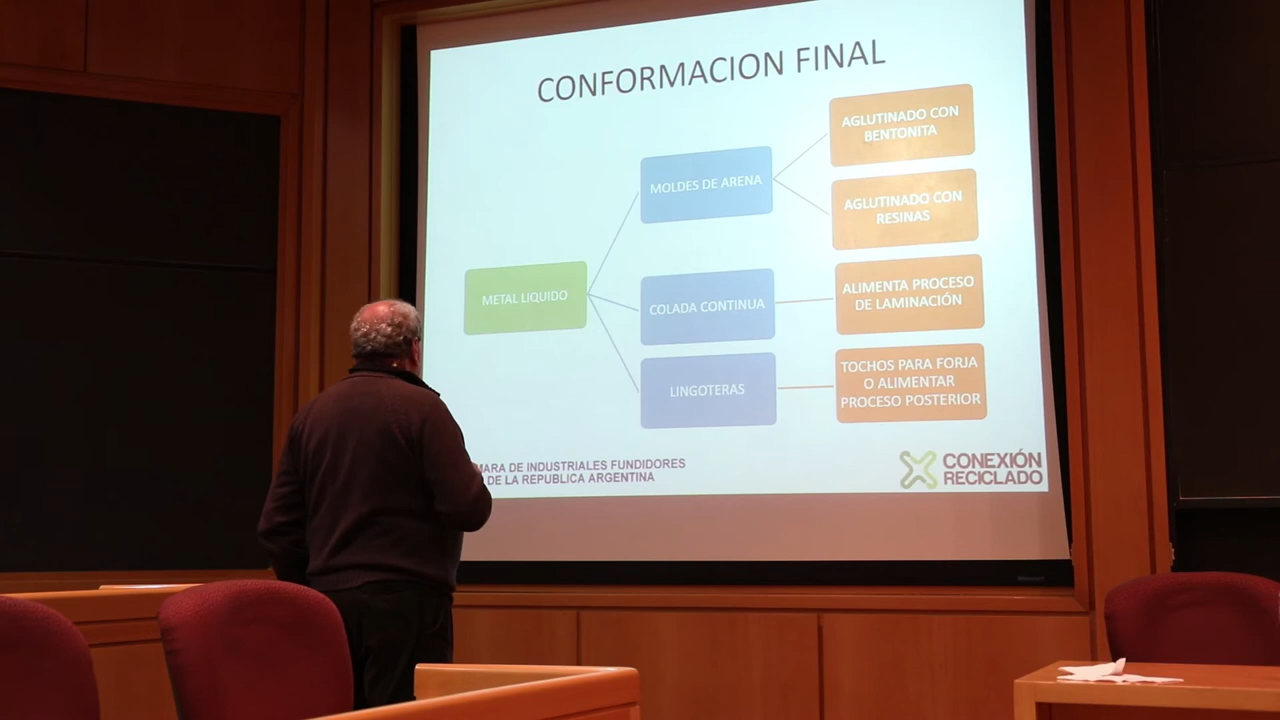 CONFORMACION FINAL
METAL LIQUIDO
MOLDES DE ARENA
AGLUTINADO CON
BENTONITA
AGLUTINADO CON
RESINAS
COLADA CONTINUA
ALIMENTA PROCESO
DE LAMINACIÓN
LINGOTERAS
TOCHOS PARA FORJA
O ALIMENTAR
PROCESO POSTERIOR
MARA DE INDUSTRIALES FUNDIDORES
DE LA REPUBLICA ARGENTINA
CONEXIÓN
RECICLADO